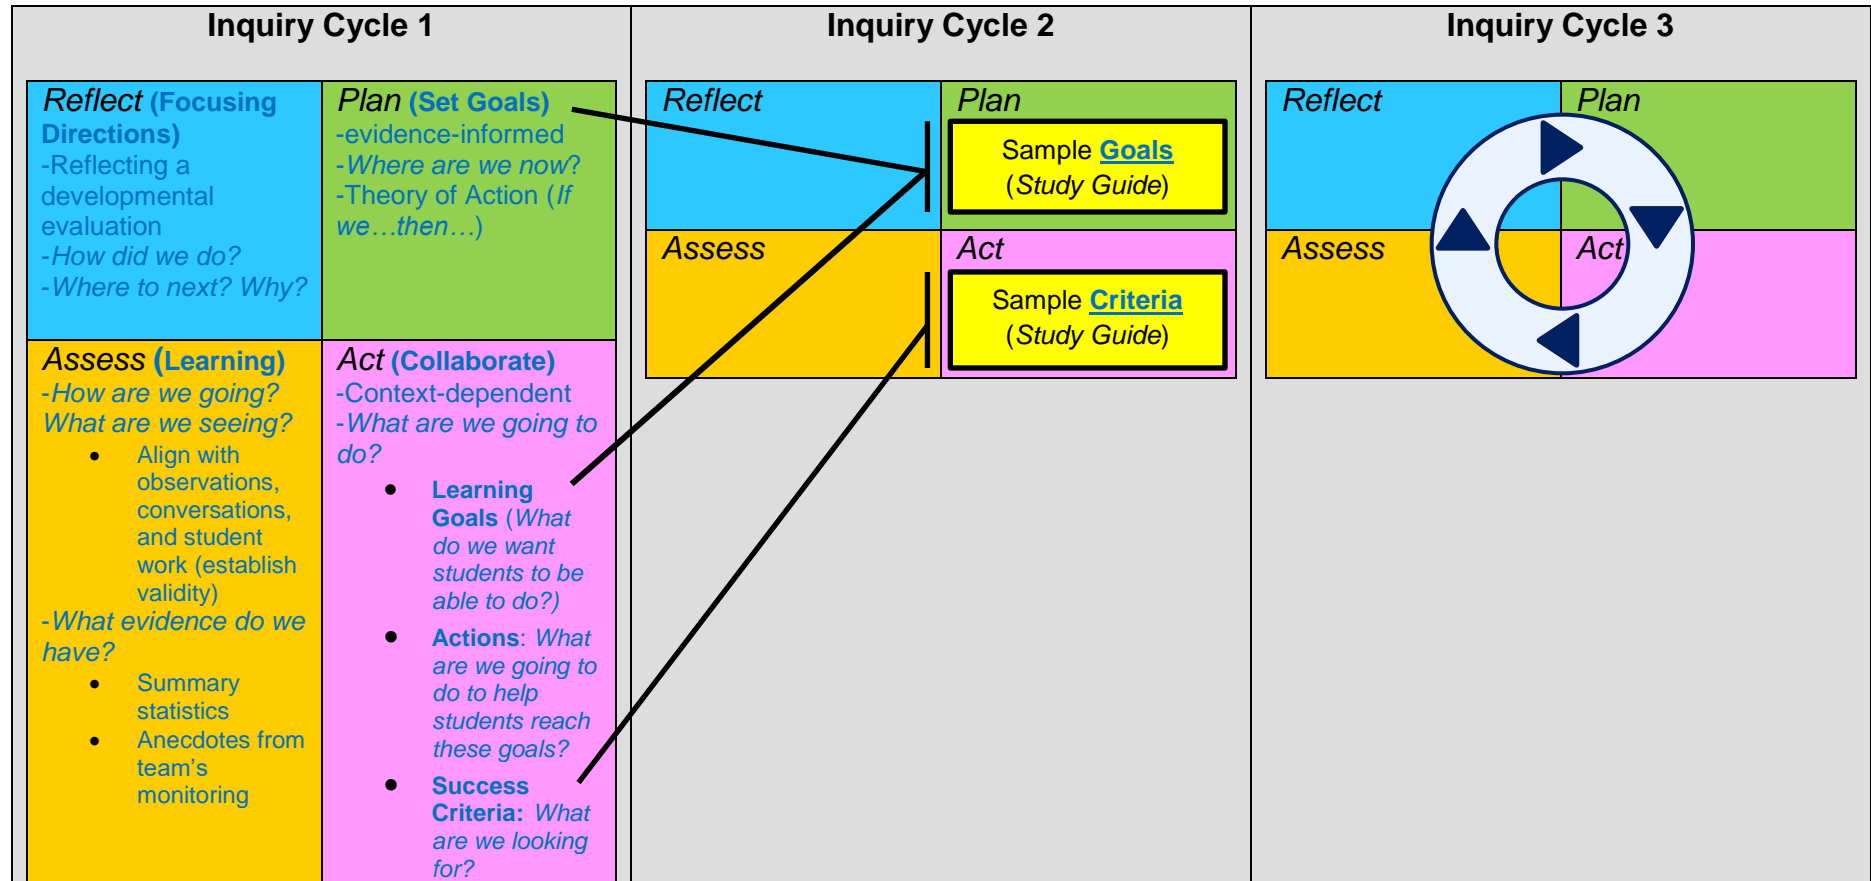 Inquiry Cycle 1
Reflect (Focusing
Directions)
-Reflecting a
developmental
evaluation
-How did we do?
-Where to next? Why?
Plan (Set Goals)
-evidence-informed
-Where are we now?
-Theory of Action (If
we…then…)
Assess (Learning)
-How are we going?
What are we seeing?
• Align with
observations,
conversations,
and student
work (establish
validity)
-What evidence do we
have?
• Summary
statistics
• Anecdotes from
team’s
monitoring
Act (Collaborate)
-Context-dependent
-What are we going to
do?
• Learning
Goals (What
do we want
students to be
able to do?)
• Actions: What
are we going to
do to help
students reach
these goals?
• Success
Criteria: What
are we looking
for?
Inquiry Cycle 2
Reflect
Plan
Sample Goals
(Study Guide)
Assess
Act
Sample Criteria
(Study Guide)
Inquiry Cycle 3
Reflect
Plan
Assess
Act